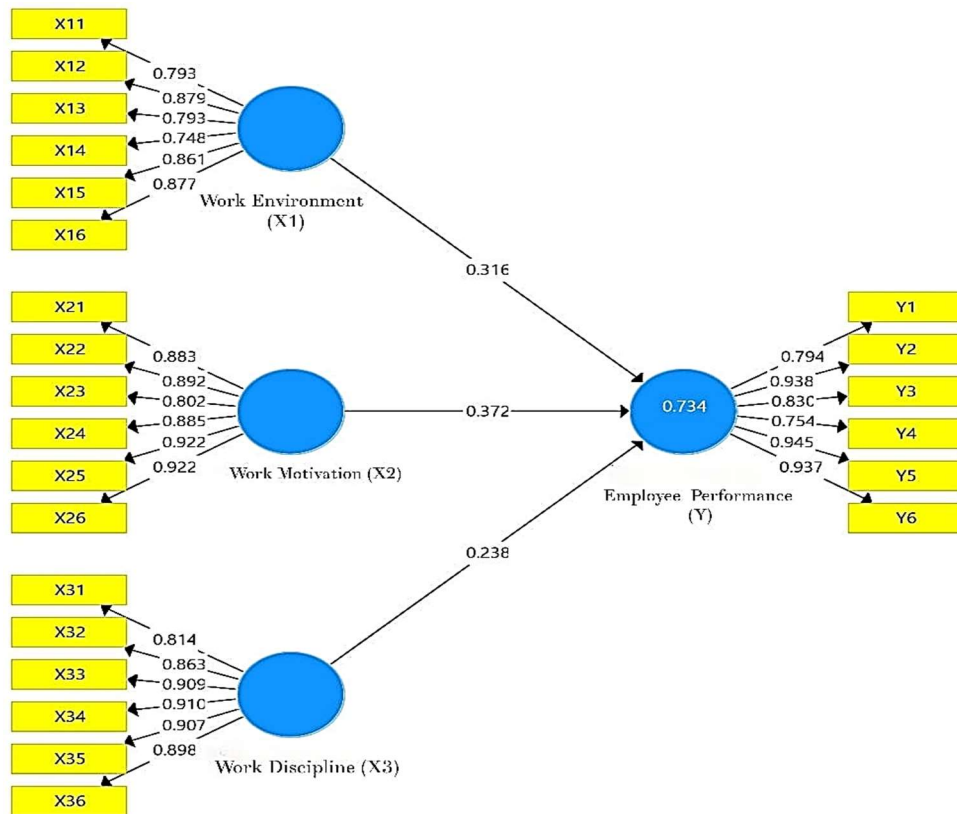 X11
X12
X13
X14
X15
X16
0.793
0.879
0.793
0.748
0.861
0.877
Work Environment
(X1)
0.316
X21
X22
X23
X24
X25
X26
0.883
0.892
0.802
0.885
0.922
0.922
Work Motivation (X2)
0.372
X31
X32
X33
X34
X35
X36
0.814
0.863
0.909
0.910
0.907
0.898
Work Discipline (X3)
0.238
0.734
Employee Performance
(Y)
0.794
0.938
0.830
0.754
0.945
0.937
Y1
Y2
Y3
Y4
Y5
Y6